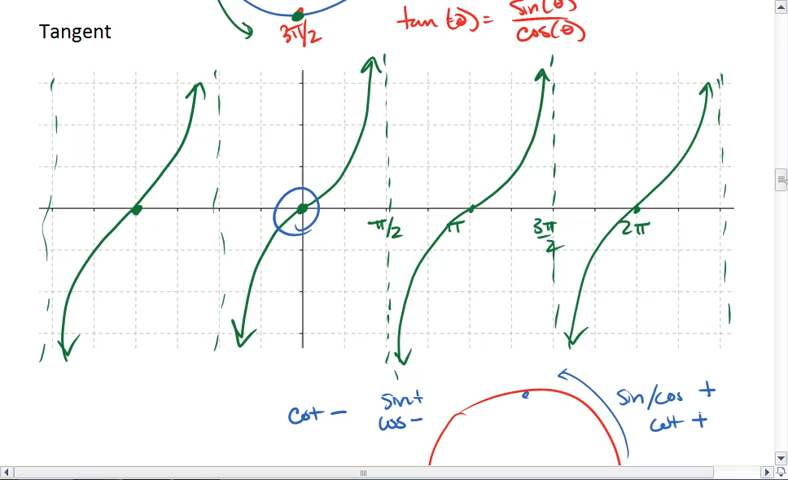 3π/2
tan(θ) = sin(θ)/cos(θ)
Tangent
π/2
π
3π/2
2π
cot −
sin+
cos −
sin/cos +
cot +